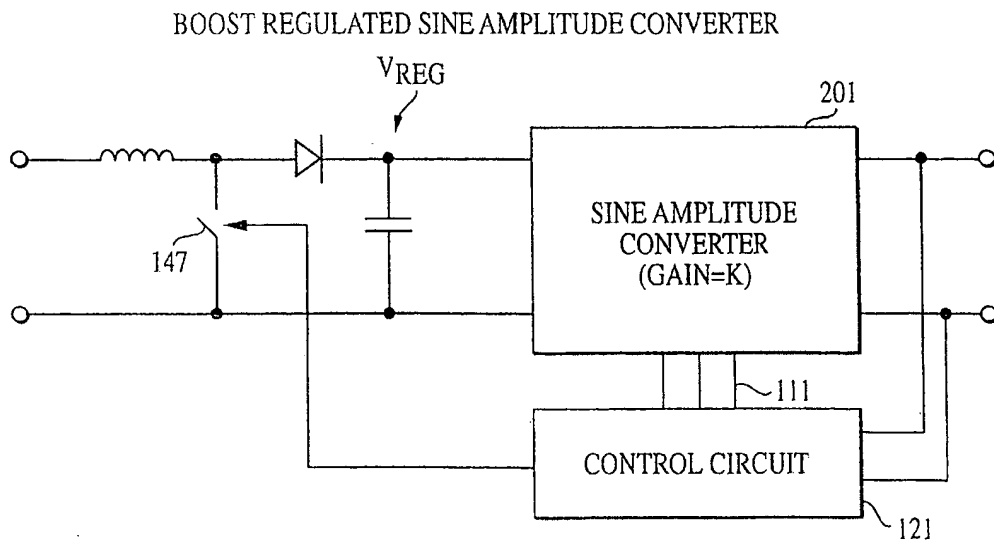 BOOST REGULATED SINE AMPLITUDE CONVERTER
VREG
201
147
SINE AMPLITUDE
CONVERTER
(GAIN=K)
111
CONTROL CIRCUIT
121